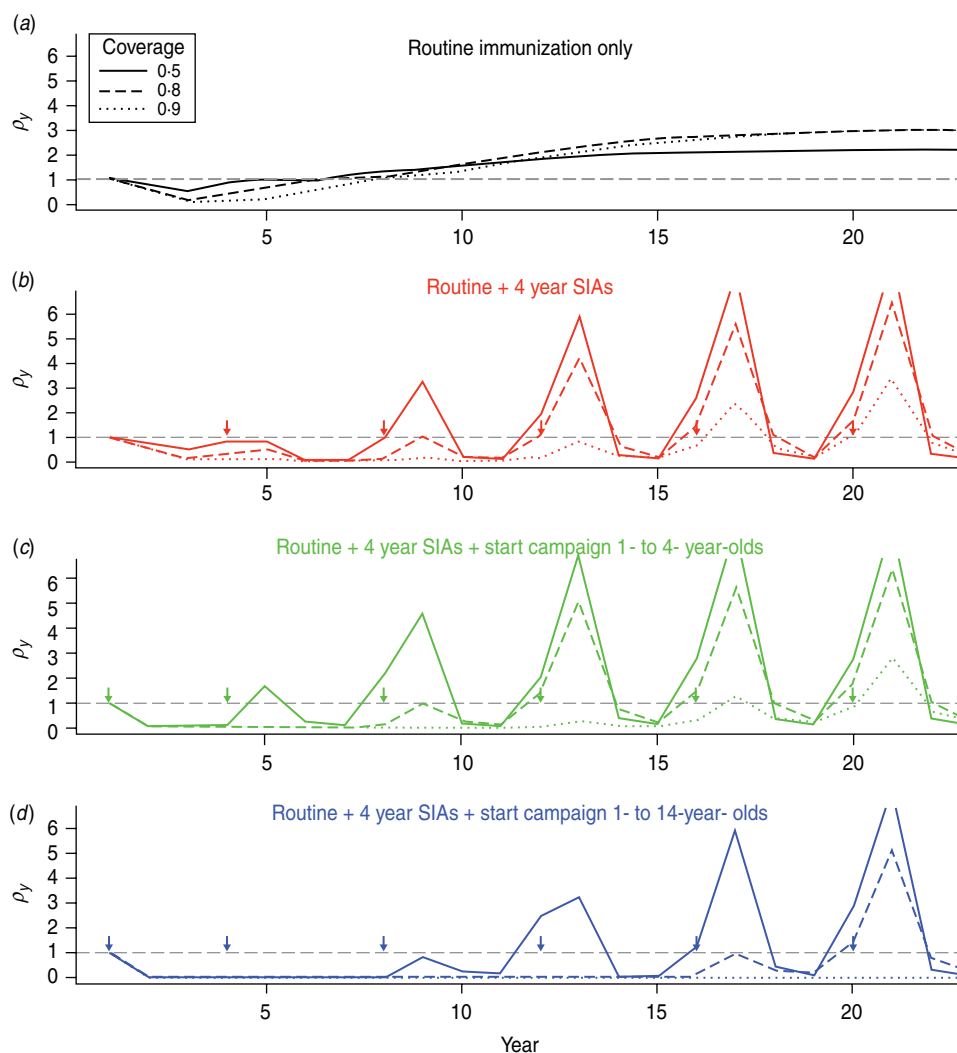 (a)
Coverage
0·5
0·8
0·9
Routine immunization only
6
5
4
3
2
1
0
ρy
5 10 15 20
(b)
Routine + 4 year SIAs
6
5
4
3
2
1
0
ρy
5 10 15 20
(c)
Routine + 4 year SIAs + start campaign 1- to 4- year-olds
6
5
4
3
2
1
0
ρy
5 10 15 20
(d)
Routine + 4 year SIAs + start campaign 1- to 14-year- olds
6
5
4
3
2
1
0
ρy
5 10 15 20
Year